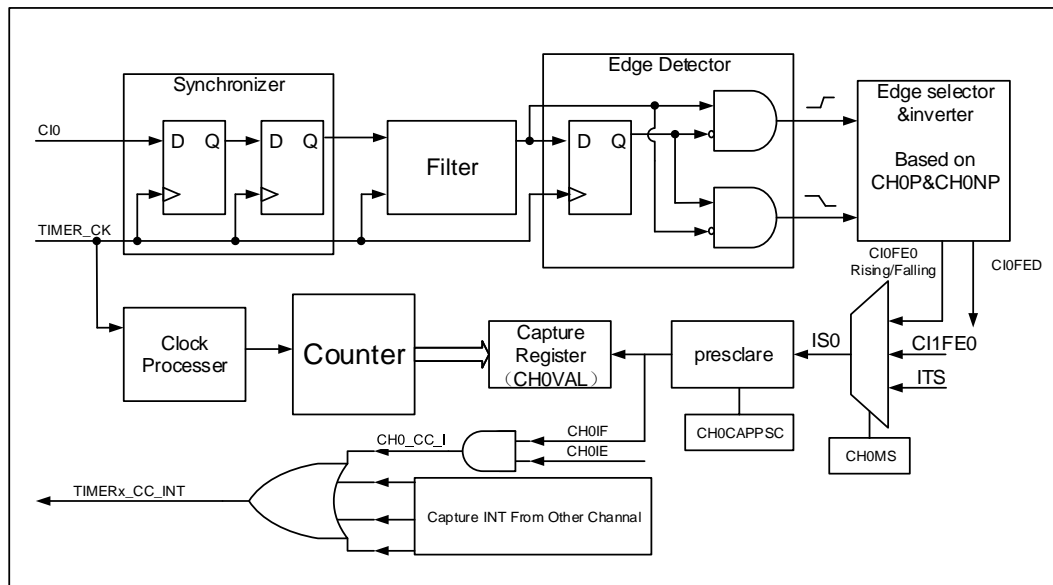 Synchronizer
Edge Detector
CI0
D Q
D Q
Filter
D Q
Edge selector
&inverter
Based on
CH0P&CH0NP
TIMER_CK
CI0FE0
Rising/Falling
CI0FED
Clock
Processer
Counter
Capture
Register
（CH0VAL）
presclare
IS0
CI1FE0
ITS
CH0CAPPSC
CH0MS
CH0_CC_I
CH0IF
CH0IE
TIMERx_CC_INT
Capture INT From Other Channel